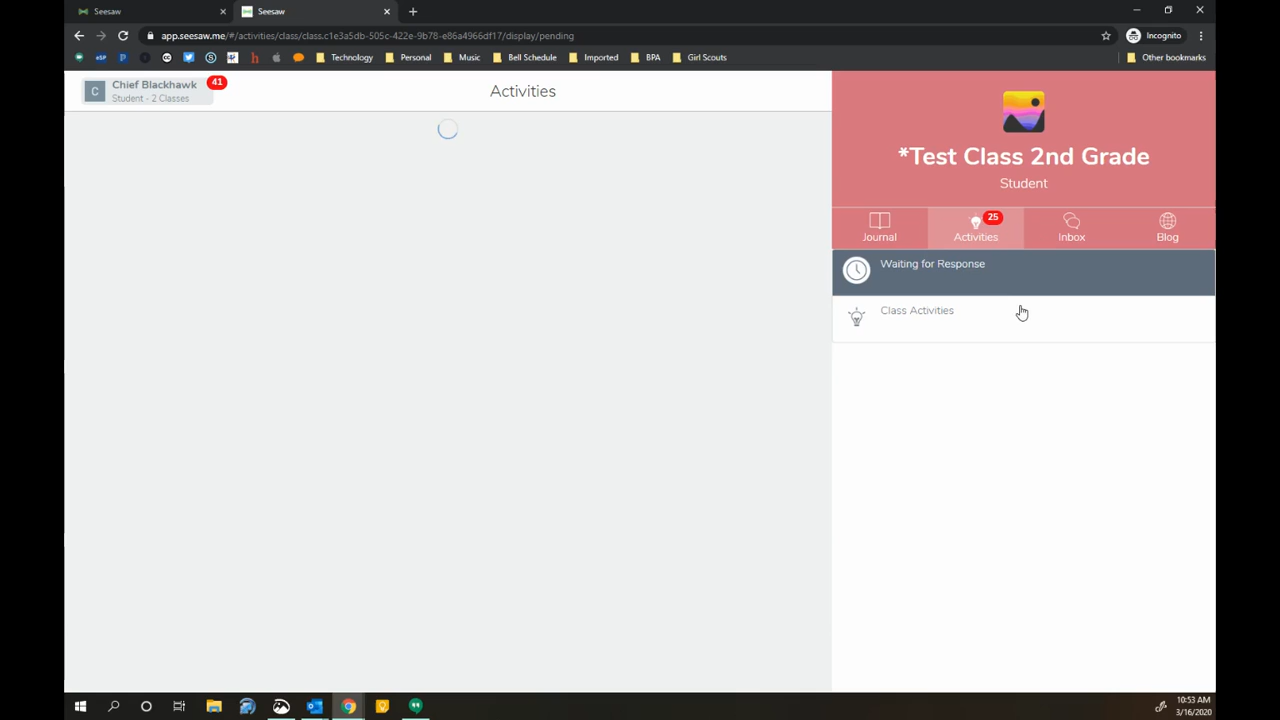 Seesaw
Seesaw
app.seesaw.me/#/activities/class/class.c1e3a5db-505c-422e-9b78-e86a4966df17/display/pending
Incognito
Technology
Personal
Music
Bell Schedule
Imported
BPA
Girl Scouts
Other bookmarks
C
Chief Blackhawk
41
Student - 2 Classes
Activities
*Test Class 2nd Grade
Student
Journal
25
Activities
Inbox
Blog
Waiting for Response
Class Activities
10:53 AM
3/16/2020